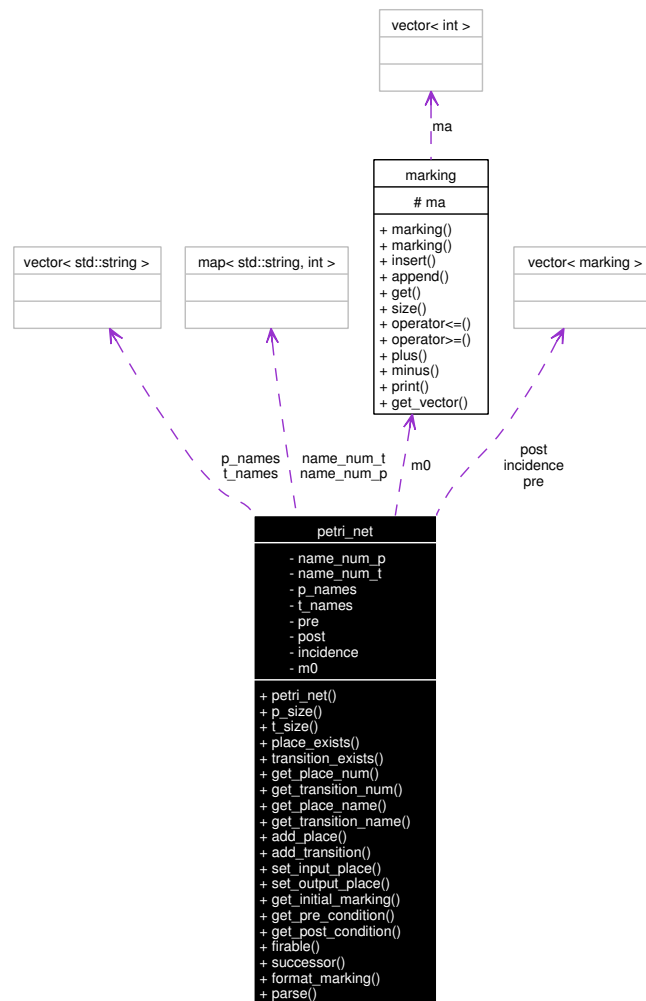 vector< int >
ma
marking
# ma
+ marking()
+ marking()
+ insert()
+ append()
+ get()
+ size()
+ operator<=()
+ operator>=()
+ plus()
+ minus()
+ print()
+ get_vector()
vector< std::string >
map< std::string, int >
vector< marking >
p_names
t_names
name_num_t
name_num_p
m0
post
incidence
pre
petri_net
- name_num_p
- name_num_t
- p_names
- t_names
- pre
- post
- incidence
- m0
+ petri_net()
+ p_size()
+ t_size()
+ place_exists()
+ transition_exists()
+ get_place_num()
+ get_transition_num()
+ get_place_name()
+ get_transition_name()
+ add_place()
+ add_transition()
+ set_input_place()
+ set_output_place()
+ get_initial_marking()
+ get_pre_condition()
+ get_post_condition()
+ firable()
+ successor()
+ format_marking()
+ parse()